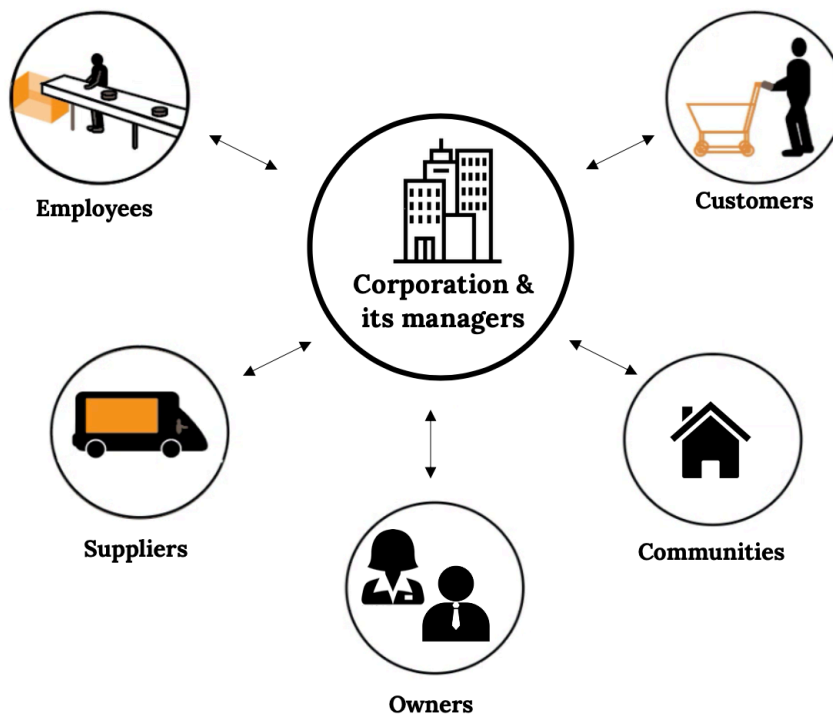 Employees
Customers
Corporation &
its managers
Suppliers
Communities
Owners